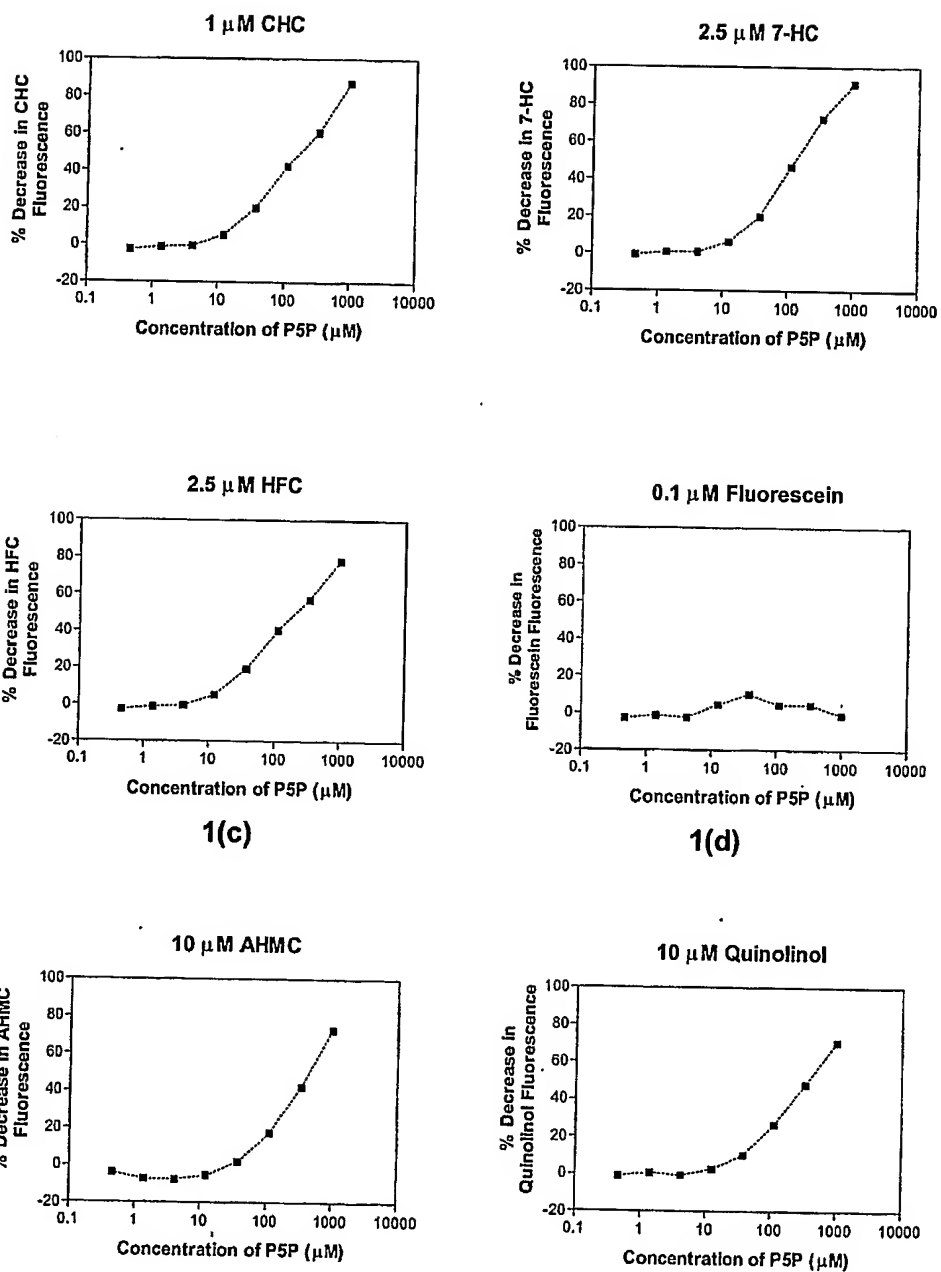 1 µM CHC
% Decrease in CHC
Fluorescence
100
80
60
40
20
0
-20
0.1 1 10 100 1000 10000
Concentration of P5P (µM)
2.5 µM 7-HC
% Decrease in 7-HC
Fluorescence
100
80
60
40
20
0
-20
0.1 1 10 100 1000 10000
Concentration of P5P (µM)
2.5 µM HFC
% Decrease in HFC
Fluorescence
100
80
60
40
20
0
-20
0.1 1 10 100 1000 10000
Concentration of P5P (µM)
1(c)
0.1 µM Fluorescein
% Decrease in
Fluorescein Fluorescence
100
80
60
40
20
0
-20
0.1 1 10 100 1000 10000
Concentration of P5P (µM)
1(d)
10 µM AHMC
% Decrease in AHMC
Fluorescence
100
80
60
40
20
0
-20
0.1 1 10 100 1000 10000
Concentration of P5P (µM)
10 µM Quinolinol
% Decrease in
Quinolinol Fluorescence
100
80
60
40
20
0
-20
0.1 1 10 100 1000 10000
Concentration of P5P (µM)